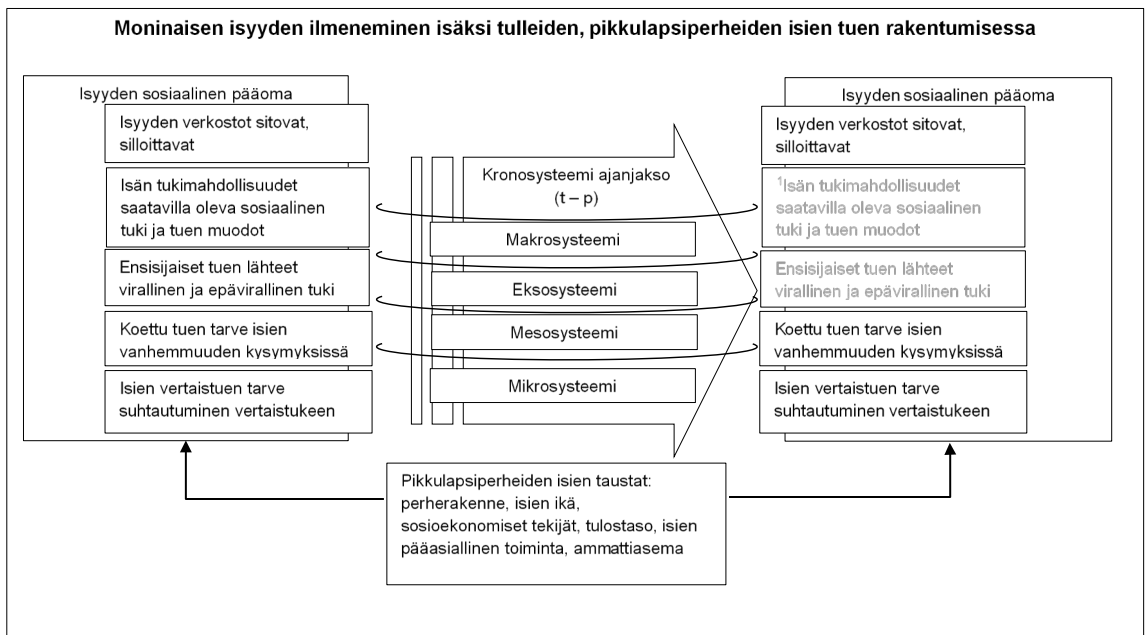 Moninaisen isyyden ilmeneminen isäksi tulleiden, pikkulapsiperheiden isien tuen rakentumisessa
Isyyden sosiaalinen pääoma
Isyyden verkostot sitovat,
silloittavat
Isän tukimahdollisuudet
saatavilla oleva sosiaalinen
tuki ja tuen muodot
Ensisijaiset tuen lähteet
virallinen ja epävirallinen tuki
Koettu tuen tarve isien
vanhemmuuden kysymyksissä
Isien vertaistuen tarve
suhtautuminen vertaistukeen
Kronosysteemi ajanjakso
(t – p)
Makrosysteemi
Eksosysteemi
Mesosysteemi
Mikrosysteemi
Isyyden sosiaalinen pääoma
Isyyden verkostot sitovat,
silloittavat
¹Isän tukimahdollisuudet
saatavilla oleva sosiaalinen
tuki ja tuen muodot
Ensisijaiset tuen lähteet
virallinen ja epävirallinen tuki
Koettu tuen tarve isien
vanhemmuuden kysymyksissä
Isien vertaistuen tarve
suhtautuminen vertaistukeen
Pikkulapsiperheiden isien taustat:
perherakenne, isien ikä,
sosioekonomiset tekijät, tulostaso, isien
pääasiallinen toiminta, ammattiasema